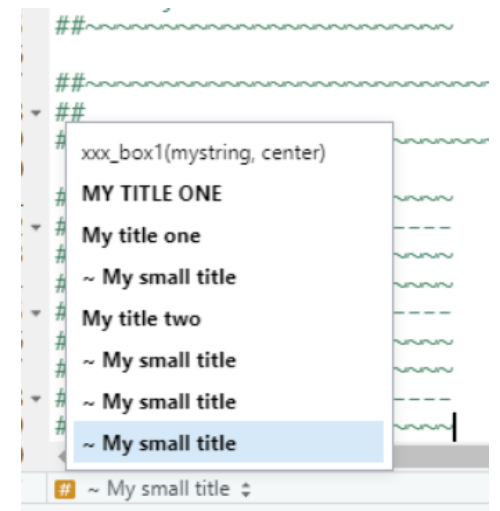 ##~~~~~~~~~~~~~~~~~~~~~~~~~~~~~
##~~~~~~~~~~~~~~~~~~~~~~~~~~~~~~~~
##
xxx_box1(mystring, center)
MY TITLE ONE
My title one
~ My small title
My title two
~ My small title
~ My small title
~ My small title
# ~ My small title